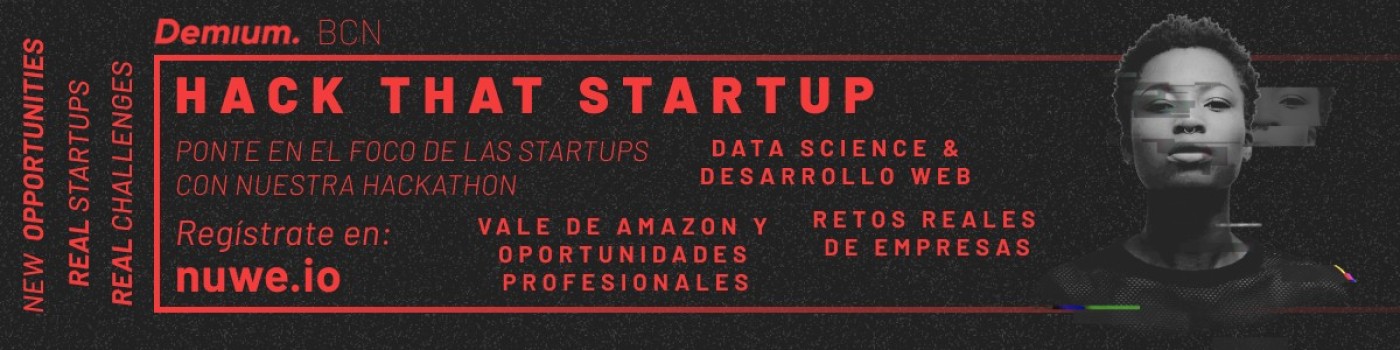 NEW OPPORTUNITIES
REAL STARTUPS
REAL CHALLENGES
Demium. BCN
HACK THAT STARTUP
PONTE EN EL FOCO DE LAS STARTUPS
CON NUESTRA HACKATHON
DATA SCIENCE &
DESARROLLO WEB
Regístrate en:
nuwe.io
VALE DE AMAZON Y
OPORTUNIDADES
PROFESIONALES
RETOS REALES
DE EMPRESAS